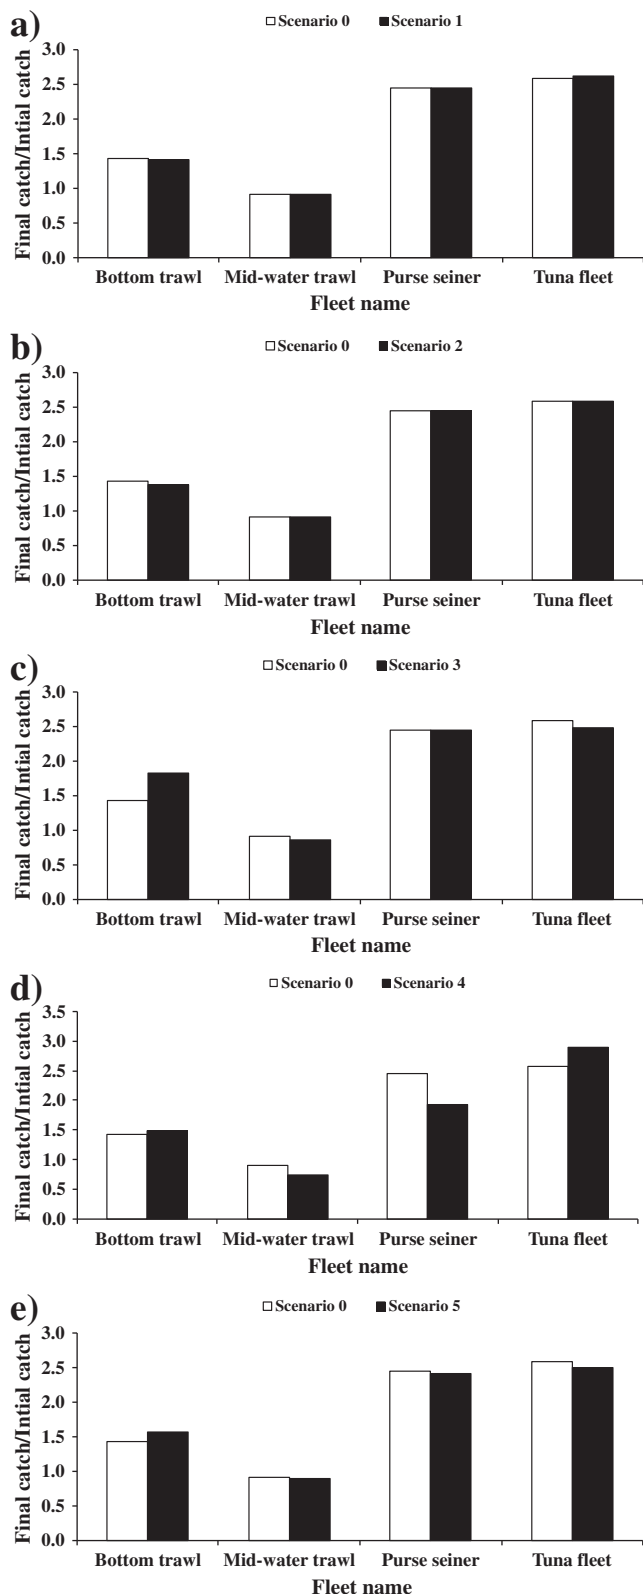 a)
Scenario 0 Scenario 1
Final catch/Intial catch
3.0
2.5
2.0
1.5
1.0
0.5
0.0
Bottom trawl Mid-water trawl Purse seiner Tuna fleet
Fleet name
b)
Scenario 0 Scenario 2
Final catch/Intial catch
3.0
2.5
2.0
1.5
1.0
0.5
0.0
Bottom trawl Mid-water trawl Purse seiner Tuna fleet
Fleet name
c)
Scenario 0 Scenario 3
Final catch/Intial catch
3.0
2.5
2.0
1.5
1.0
0.5
0.0
Bottom trawl Mid-water trawl Purse seiner Tuna fleet
Fleet name
d)
Scenario 0 Scenario 4
Final catch/Intial catch
3.5
3.0
2.5
2.0
1.5
1.0
0.5
0.0
Bottom trawl Mid-water trawl Purse seiner Tuna fleet
Fleet name
e)
Scenario 0 Scenario 5
Final catch/Intial catch
3.0
2.5
2.0
1.5
1.0
0.5
0.0
Bottom trawl Mid-water trawl Purse seiner Tuna fleet
Fleet name